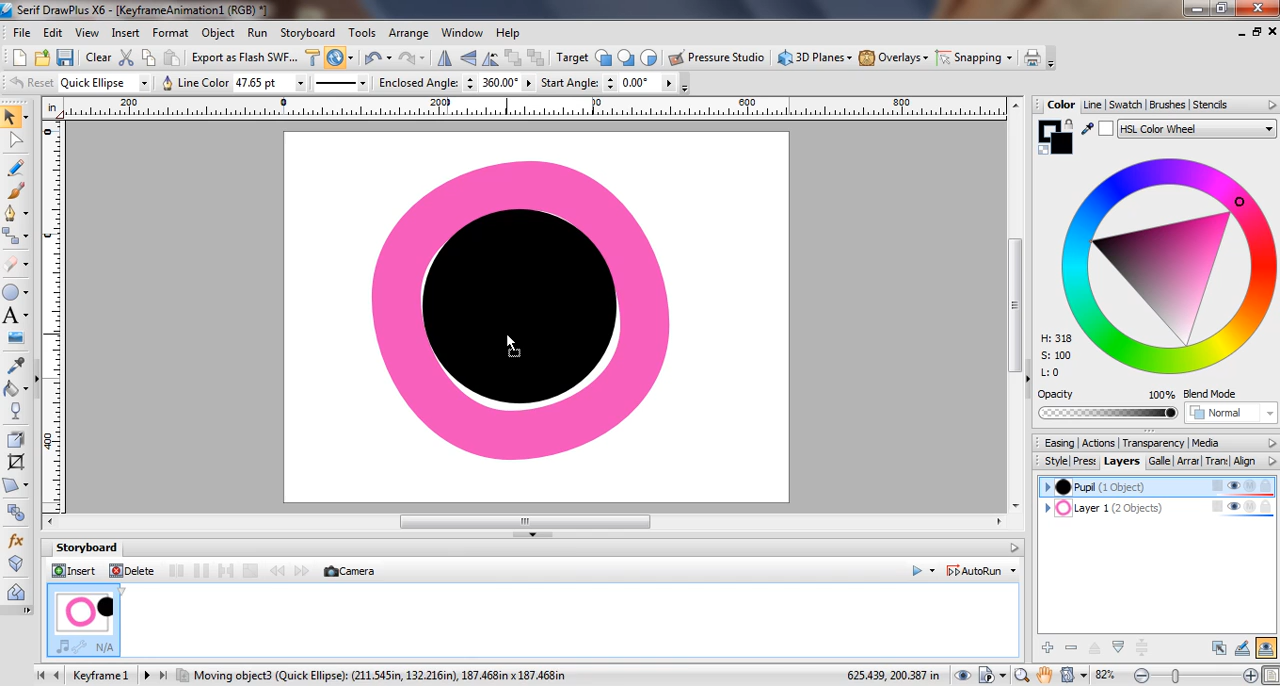 Serif DrawPlus X6 - [KeyframeAnimation1 (RGB) *]
File Edit View Insert Format Object Run Storyboard Tools Arrange Window Help
Clear Export as Flash SWF... Target Pressure Studio 3D Planes Overlays Snapping
Reset Quick Ellipse Line Color 47.65 pt Enclosed Angle: 360.00° Start Angle: 0.00°
in 200 0 200 00 600 800
Color Line Swatch Brushes Stencils
HSL Color Wheel
0
400
H: 318
S: 100
L: 0
Opacity 100% Blend Mode
Normal
Easing Actions Transparency Media
Style Press Layers Galle Arrar Tran: Align
Pupil (1 Object)
Layer 1 (2 Objects)
Storyboard
Insert Delete Camera AutoRun
N/A
Keyframe 1 Moving object3 (Quick Ellipse): (211.545in, 132.216in), 187.468in x 187.468in 625.439, 200.387 in 82%